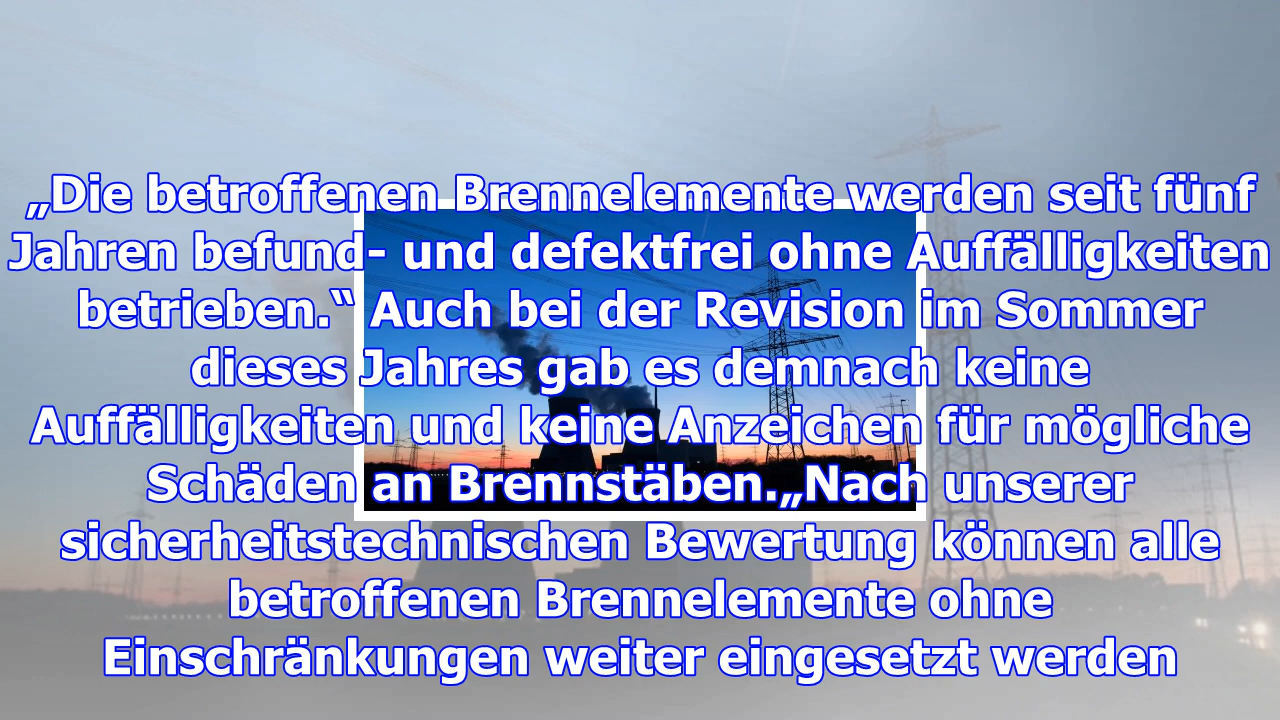 „Die betroffenen Brennelemente werden seit fünf
Jahren befund- und defektfrei ohne Auffälligkeiten
betrieben.“ Auch bei der Revision im Sommer
dieses Jahres gab es demnach keine
Auffälligkeiten und keine Anzeichen für mögliche
Schäden an Brennstäben.„Nach unserer
sicherheitstechnischen Bewertung können alle
betroffenen Brennelemente ohne
Einschränkungen weiter eingesetzt werden